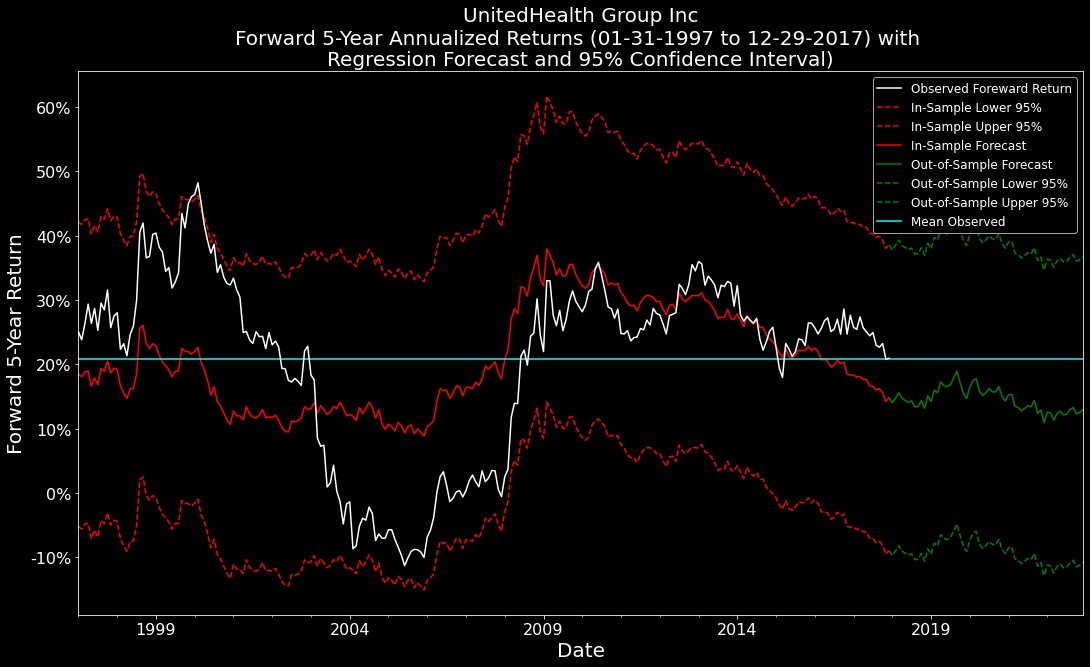 UnitedHealth Group Inc
Forward 5-Year Annualized Returns (01-31-1997 to 12-29-2017) with
Regression Forecast and 95% Confidence Interval)
Observed Foreward Return
In-Sample Lower 95%
In-Sample Upper 95%
In-Sample Forecast
Out-of-Sample Forecast
Out-of-Sample Lower 95%
Out-of-Sample Upper 95%
Mean Observed
Forward 5-Year Return
60%
50%
40%
30%
20%
10%
0%
-10%
1999
2004
2009
2014
2019
Date